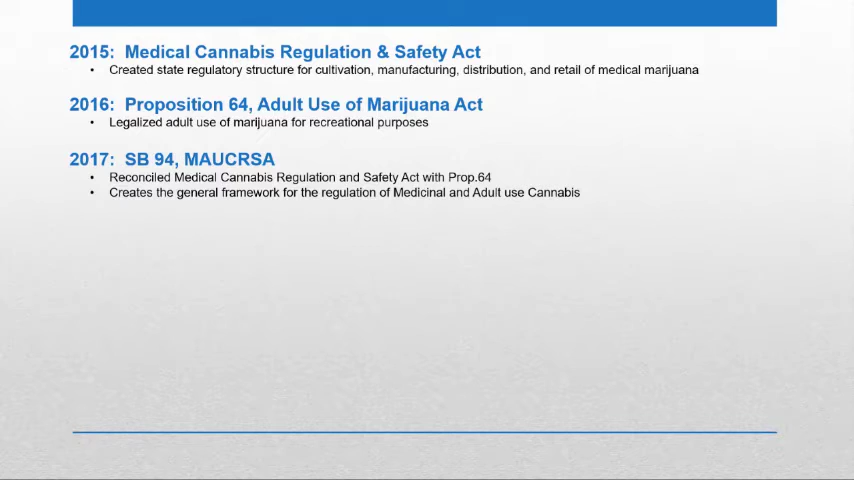 2015:  Medical Cannabis Regulation & Safety Act
• Created state regulatory structure for cultivation, manufacturing, distribution, and retail of medical marijuana
2016:  Proposition 64, Adult Use of Marijuana Act
• Legalized adult use of marijuana for recreational purposes
2017:  SB 94, MAUCRSA
• Reconciled Medical Cannabis Regulation and Safety Act with Prop.64
• Creates the general framework for the regulation of Medicinal and Adult use Cannabis